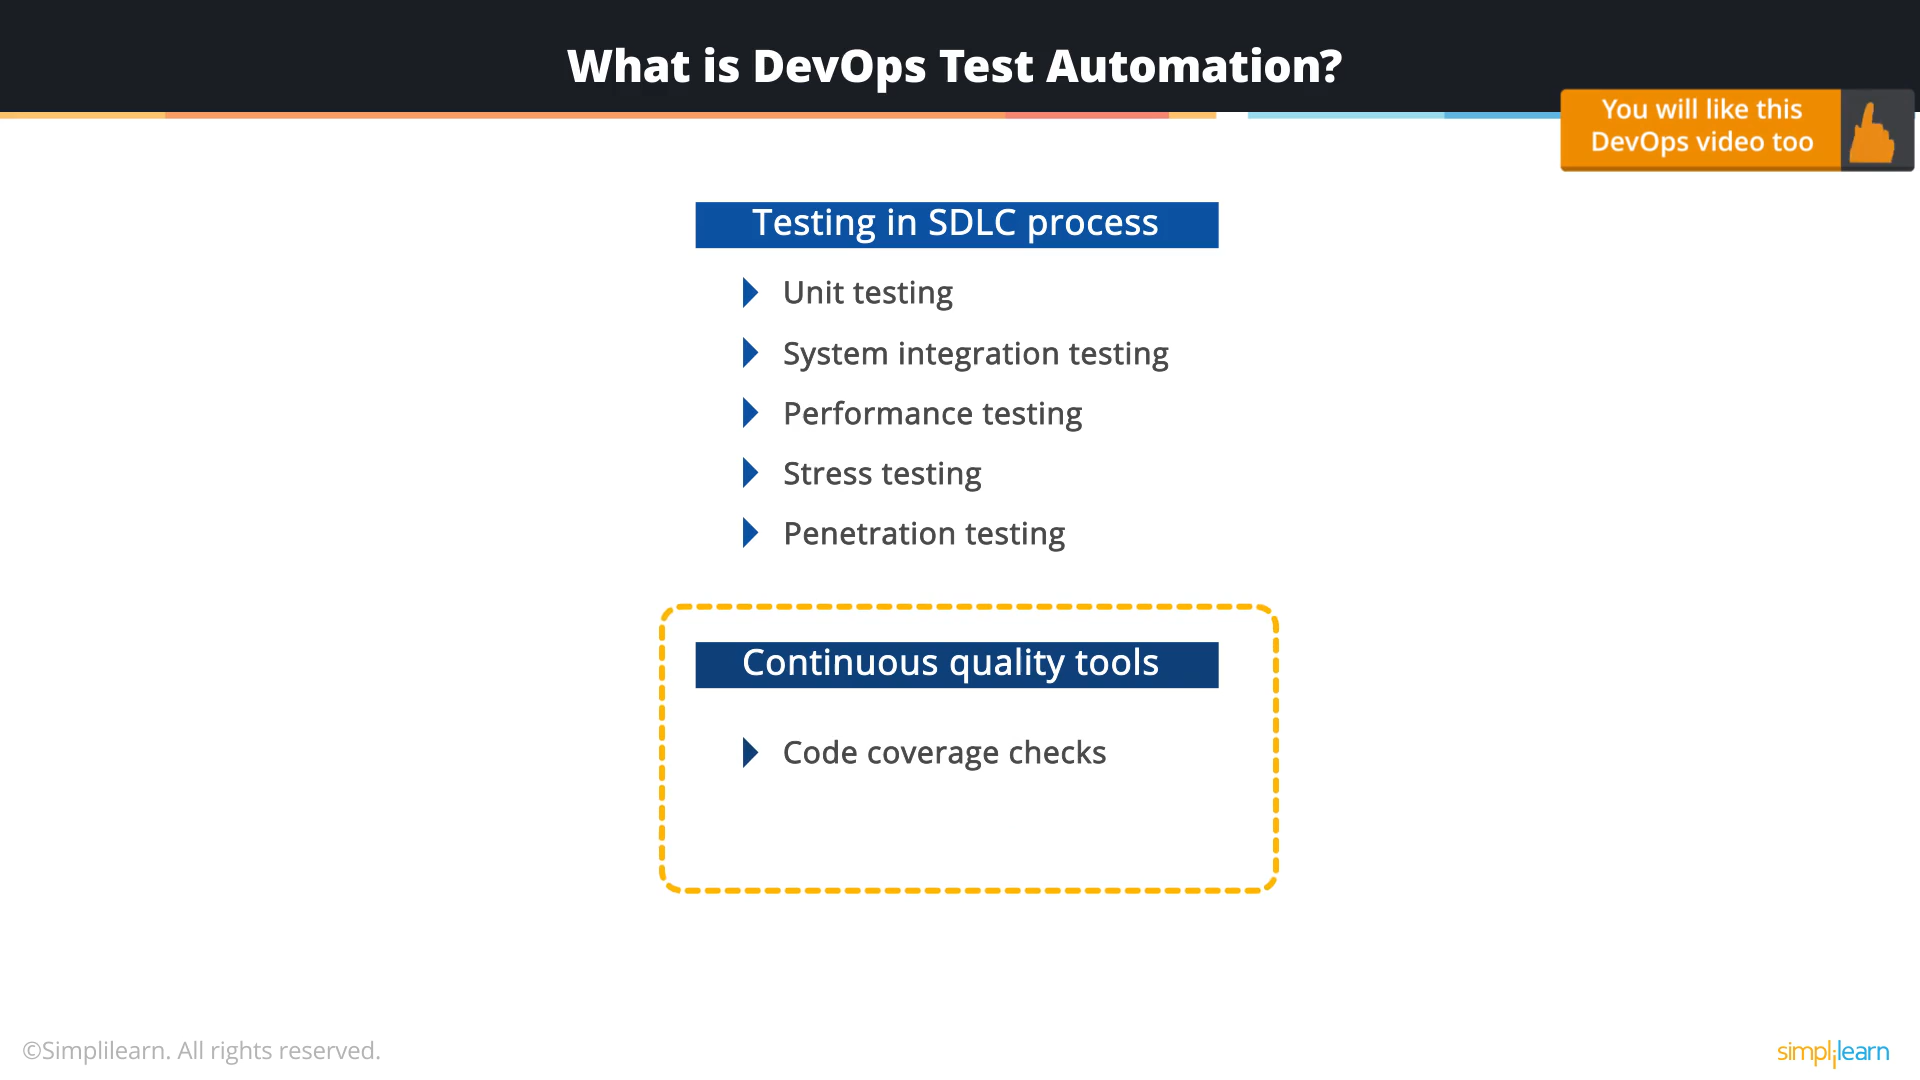 What is DevOps Test Automation?
You will like this
DevOps video too
Testing in SDLC process
Unit testing
System integration testing
Performance testing
Stress testing
Penetration testing
Continuous quality tools
Code coverage checks
©Simplilearn. All rights reserved.
simplilearn